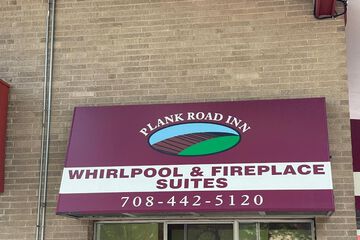 PLANK ROAD INN
WHIRLPOOL & FIREPLACE
SUITES
708-442-5120